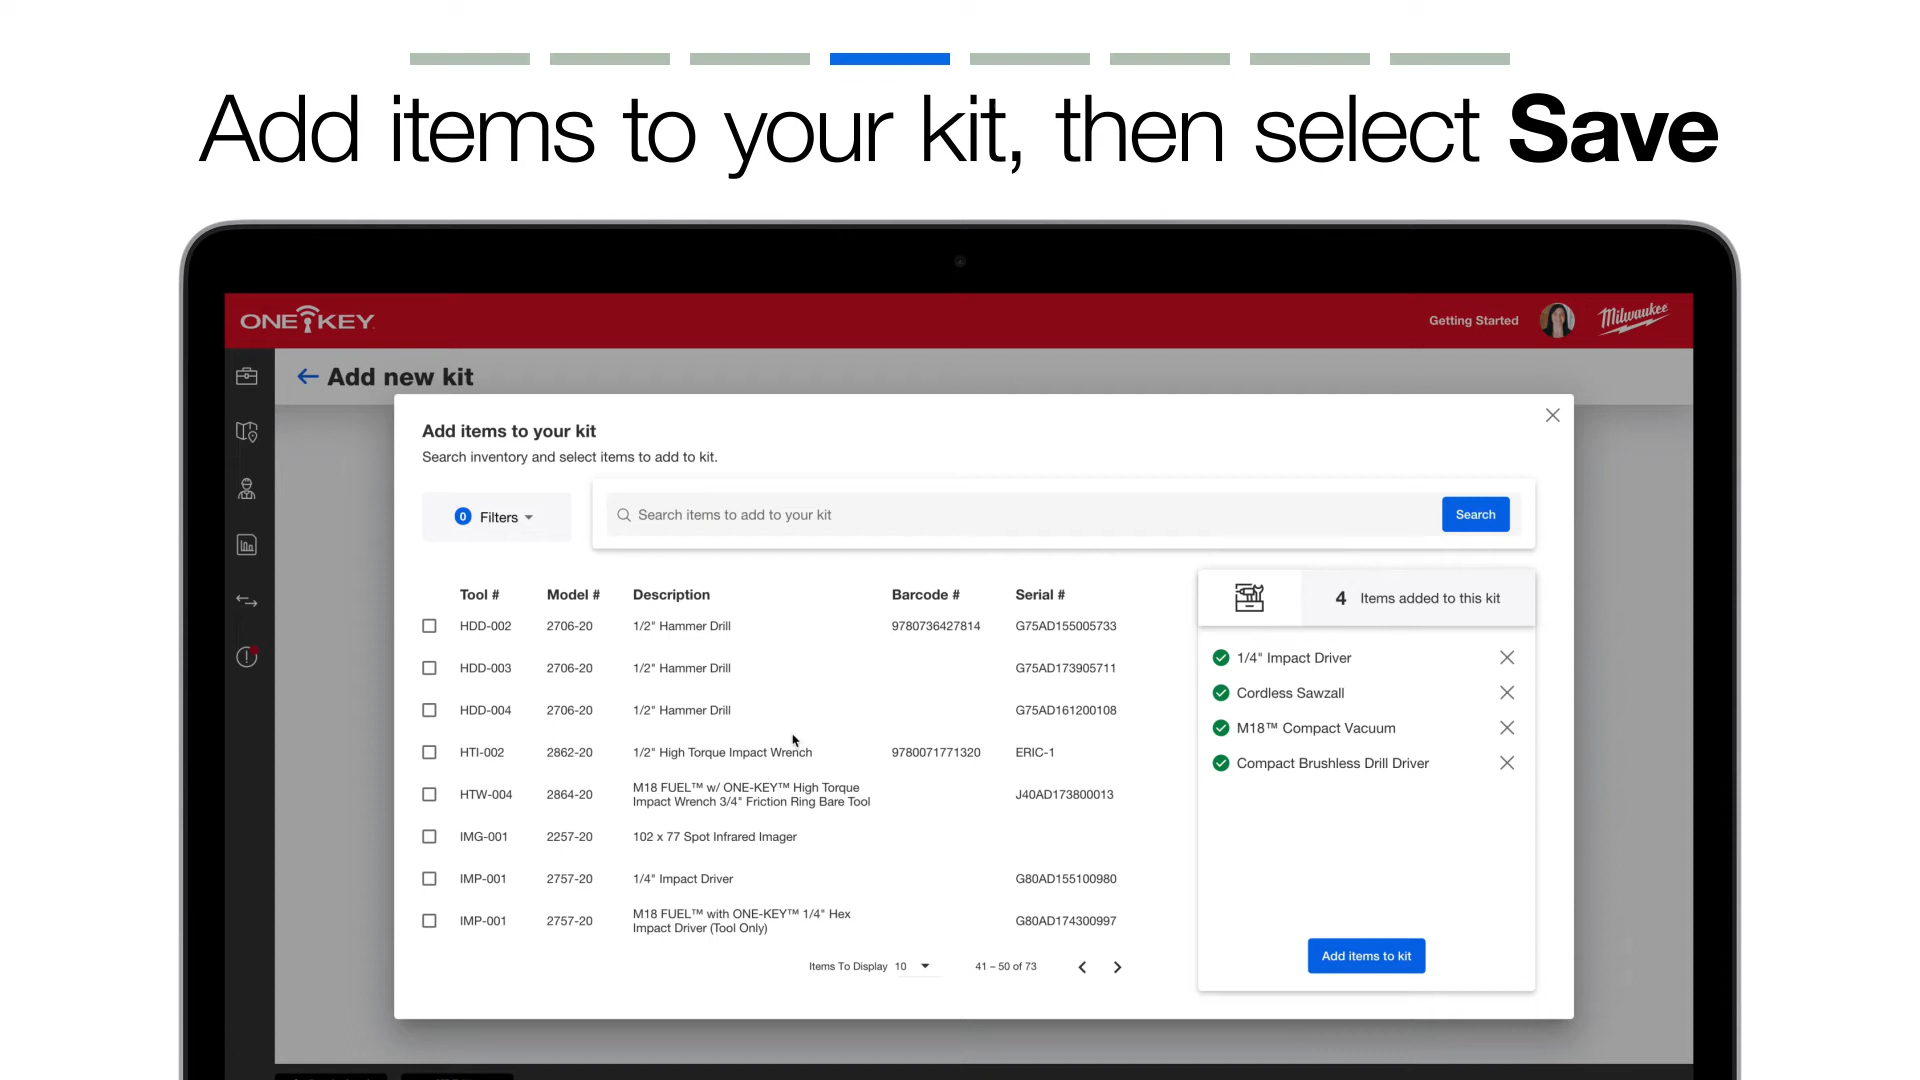 Add items to your kit, then select Save
ONE KEY
Getting Started
Milwaukee
Add new kit
Add items to your kit
Search inventory and select items to add to kit.
0 Filters
Search items to add to your kit
Search
Tool # Model # Description Barcode # Serial #
HDD-002 2706-20 1/2" Hammer Drill 9780736427814 G75AD155005733
HDD-003 2706-20 1/2" Hammer Drill G75AD173905711
HDD-004 2706-20 1/2" Hammer Drill G75AD161200108
HTI-002 2862-20 1/2" High Torque Impact Wrench 9780071771320 ERIC-1
HTW-004 2864-20 M18 FUEL™ w/ ONE-KEY™ High Torque
Impact Wrench 3/4" Friction Ring Bare Tool J40AD173800013
IMG-001 2257-20 102 x 77 Spot Infrared Imager
IMP-001 2757-20 1/4" Impact Driver G80AD155100980
IMP-001 2757-20 M18 FUEL™ with ONE-KEY™ 1/4" Hex
Impact Driver (Tool Only) G80AD174300997
Items To Display 10 41 – 50 of 73
4 Items added to this kit
1/4" Impact Driver
Cordless Sawzall
M18™ Compact Vacuum
Compact Brushless Drill Driver
Add items to kit